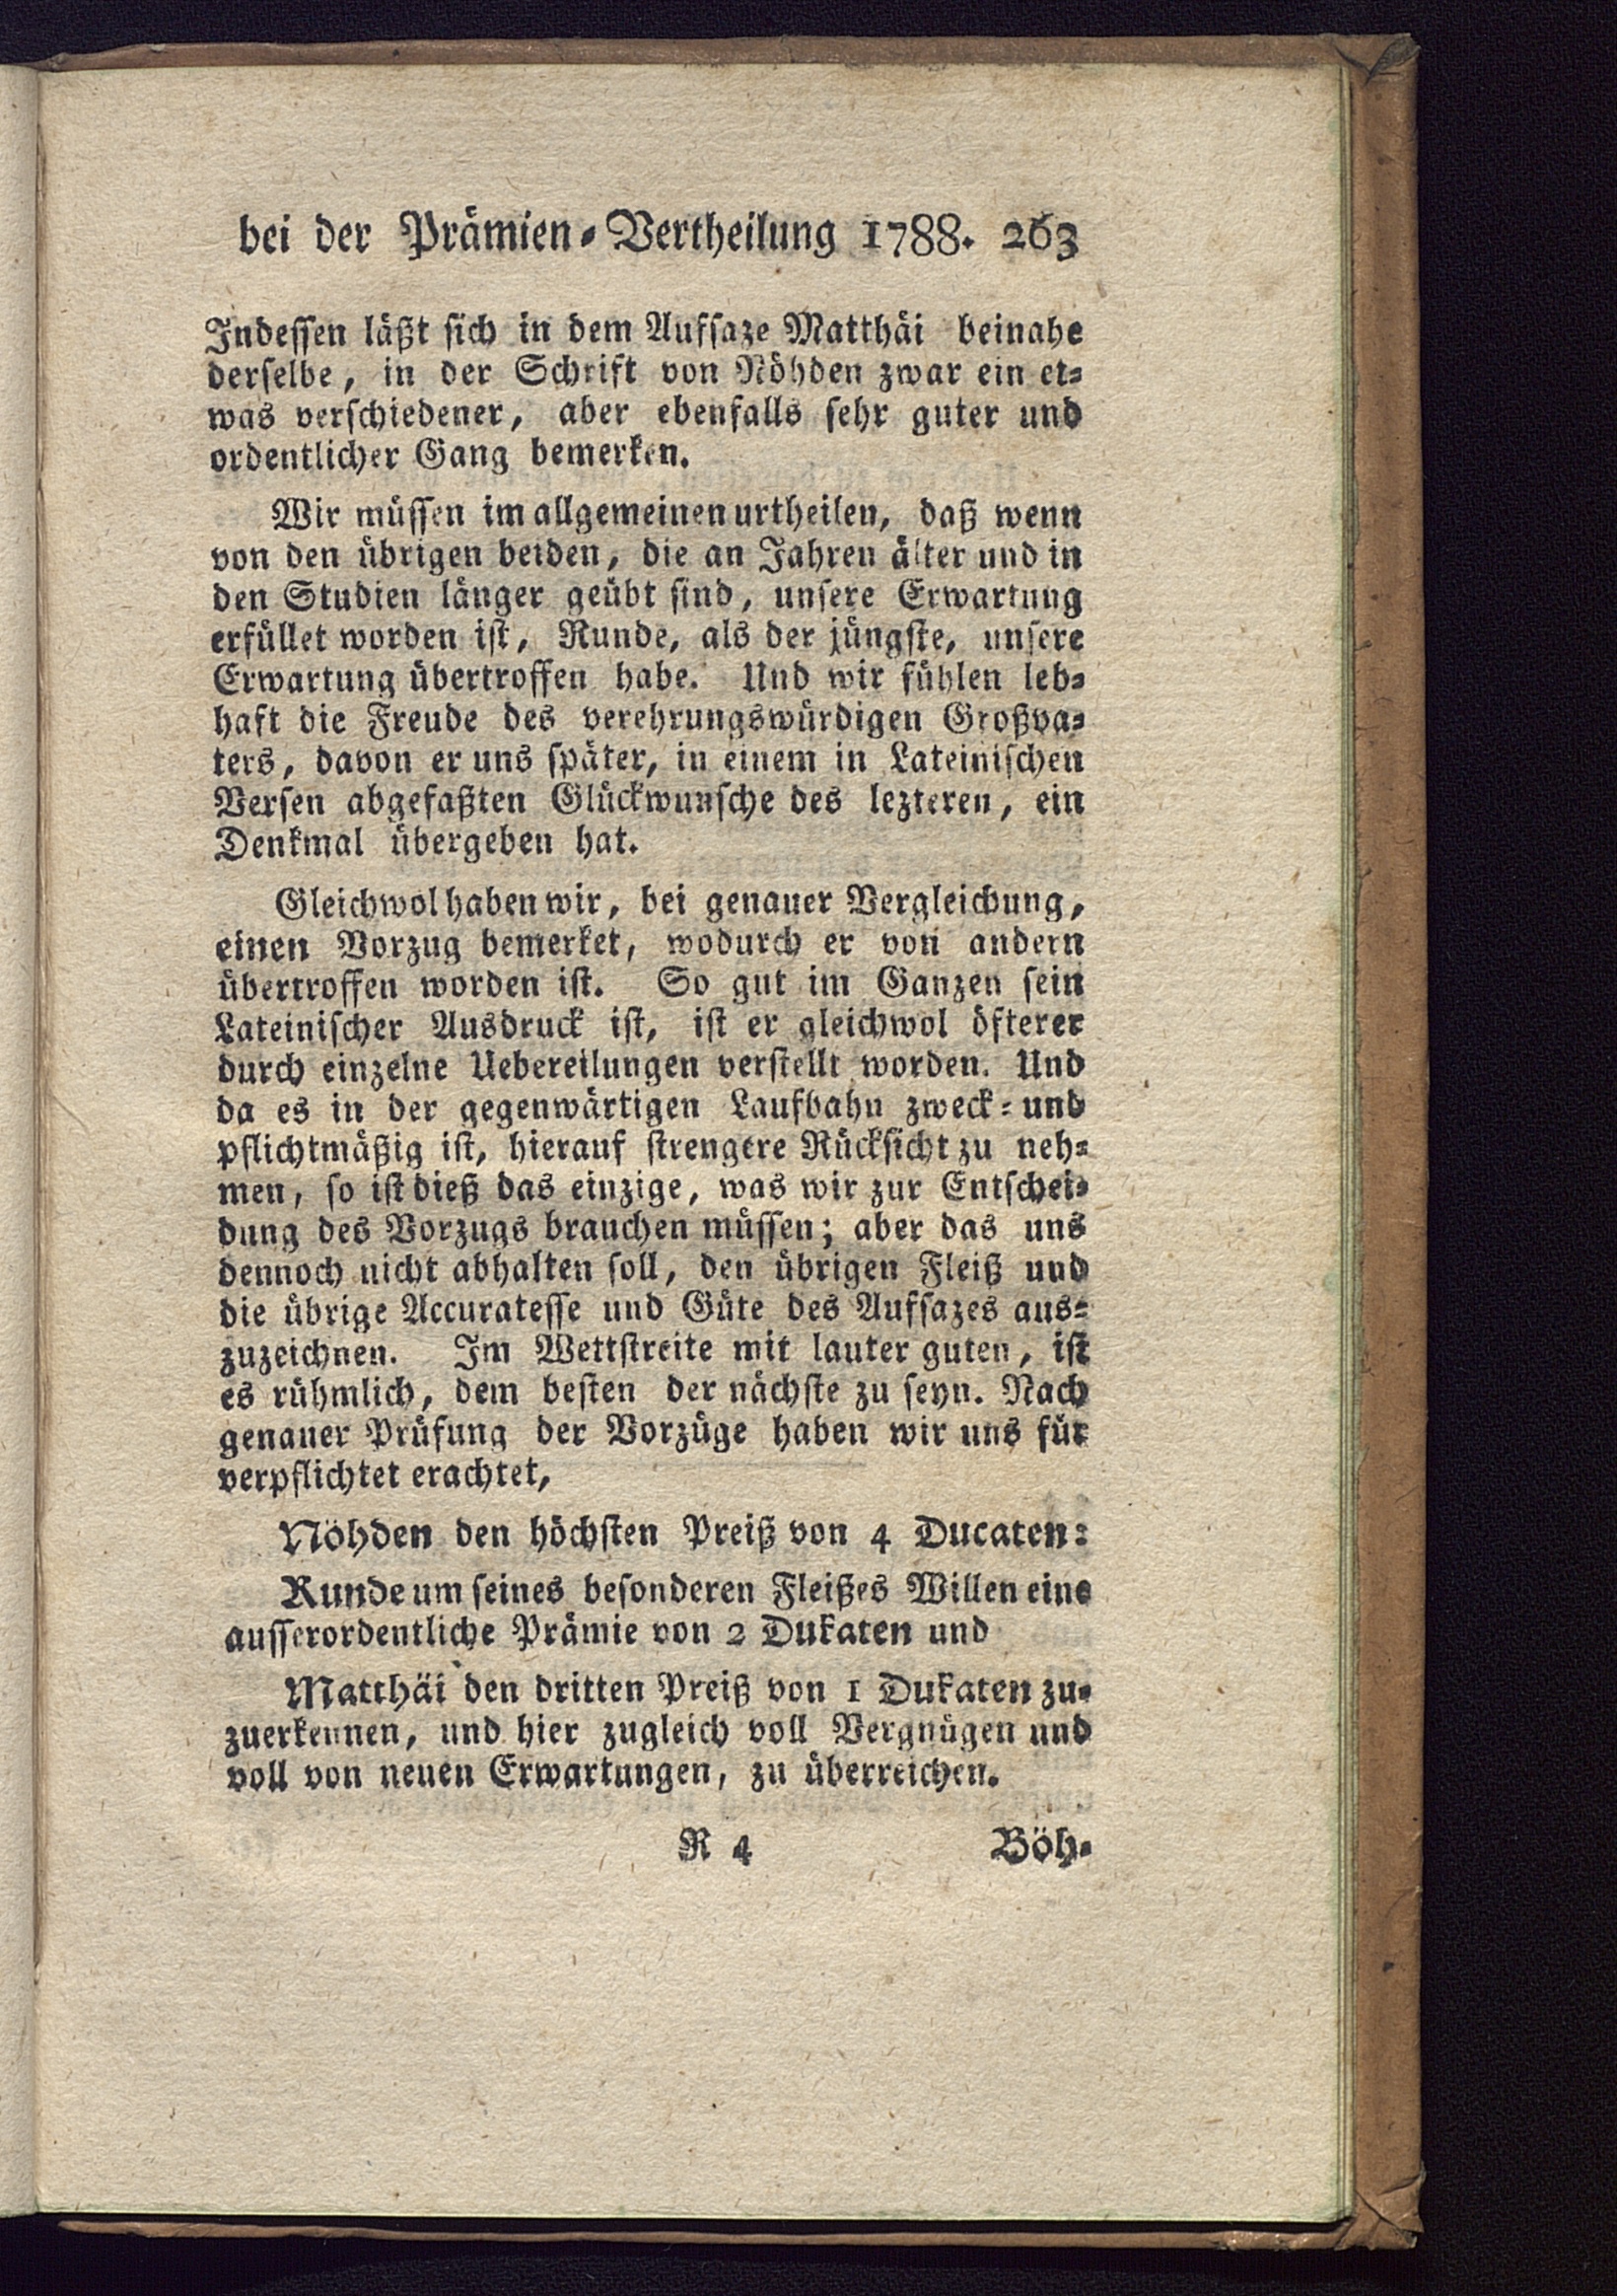 bei der Prämien-Vertheilung 1788. 263
Indessen läßt sich in dem Aufsaze Matthäi beinahe
derselbe, in der Schrift von Nöhden zwar ein et-
was verschiedener, aber ebenfalls sehr guter und
ordentlicher Gang bemerken.
Wir müssen im allgemeinen urtheilen, daß wenn
von den übrigen beiden, die an Jahren älter und in
den Studien länger geübt sind, unsere Erwartung
erfüllet worden ist, Runde, als der jüngste, unsere
Erwartung übertroffen habe. Und wir fühlen leb-
haft die Freude des verehrungswürdigen Großva-
ters, davon er uns später, in einem in Lateinischen
Versen abgefaßten Glückwunsche des lezteren, ein
Denkmal übergeben hat.
Gleichwol haben wir, bei genauer Vergleichung,
einen Vorzug bemerket, wodurch er von andern
übertroffen worden ist. So gut im Ganzen sein
Lateinischer Ausdruck ist, ist er gleichwol öfterer
durch einzelne Uebereilungen verstellt worden. Und
da es in der gegenwärtigen Laufbahn zweck- und
pflichtmäßig ist, hierauf strengere Rücksicht zu neh-
men, so ist dieß das einzige, was wir zur Entschei-
dung des Vorzugs brauchen müssen; aber das uns
dennoch nicht abhalten soll, den übrigen Fleiß und
die übrige Accuratesse und Güte des Aufsazes aus-
zuzeichnen. Im Wettstreite mit lauter guten, ist
es rühmlich, dem besten der nächste zu seyn. Nach
genauer Prüfung der Vorzüge haben wir uns für
verpflichtet erachtet,
Nöhden den höchsten Preiß von 4 Ducaten:
Runde um seines besonderen Fleißes Willen eine
ausserordentliche Prämie von 2 Dukaten und
Matthäi den dritten Preiß von 1 Dukaten zu-
zuerkennen, und hier zugleich voll Vergnügen und
voll von neuen Erwartungen, zu überreichen.
R 4 Böh-